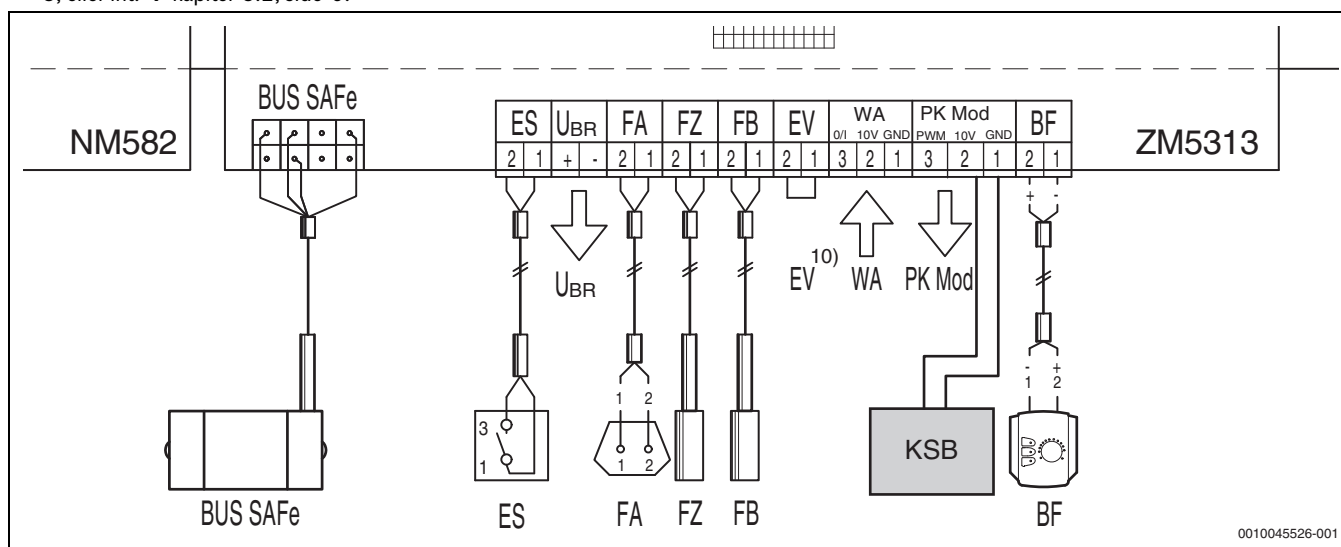 BUS SAFe
NM582
ZM5313
ES UBR FA FZ FB EV WA PK Mod BF
0/I 10V GND PWM 10V GND
2 1 + - 2 1 2 1 2 1 2 1 3 2 1 3 2 1 2 1
+ -
UBR
EV 10) WA PK Mod
- +
1 2
1 2
3
1
1 2
KSB
BUS SAFe
ES FA FZ FB BF
0010045526-001